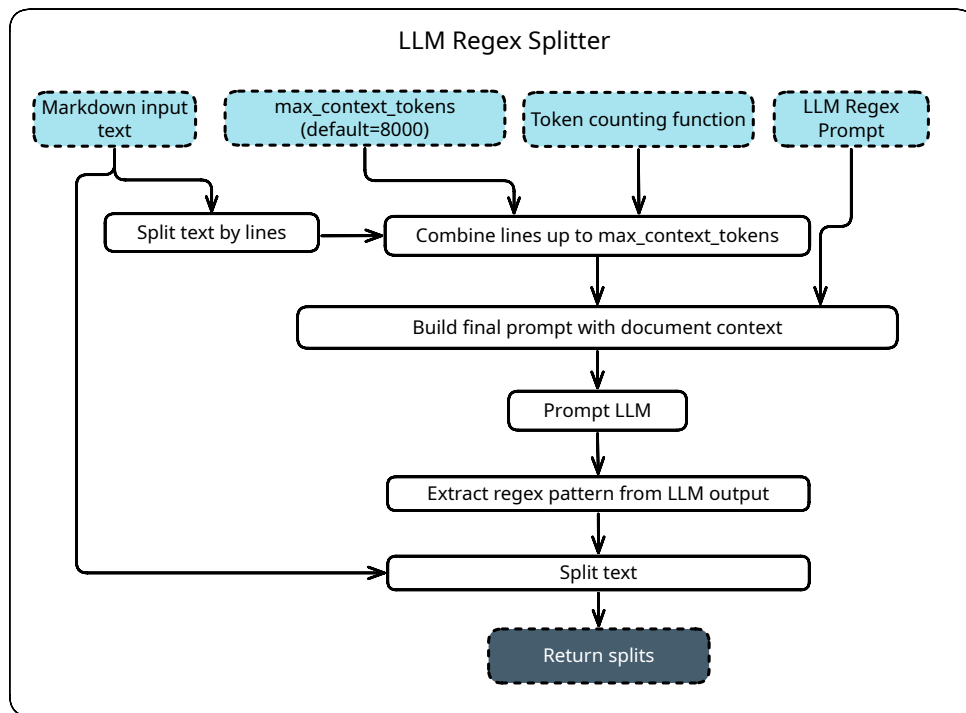 LLM Regex Splitter
Markdown input
text
max_context_tokens
(default=8000)
Token counting function
LLM Regex
Prompt
Split text by lines
Combine lines up to max_context_tokens
Build final prompt with document context
Prompt LLM
Extract regex pattern from LLM output
Split text
Return splits